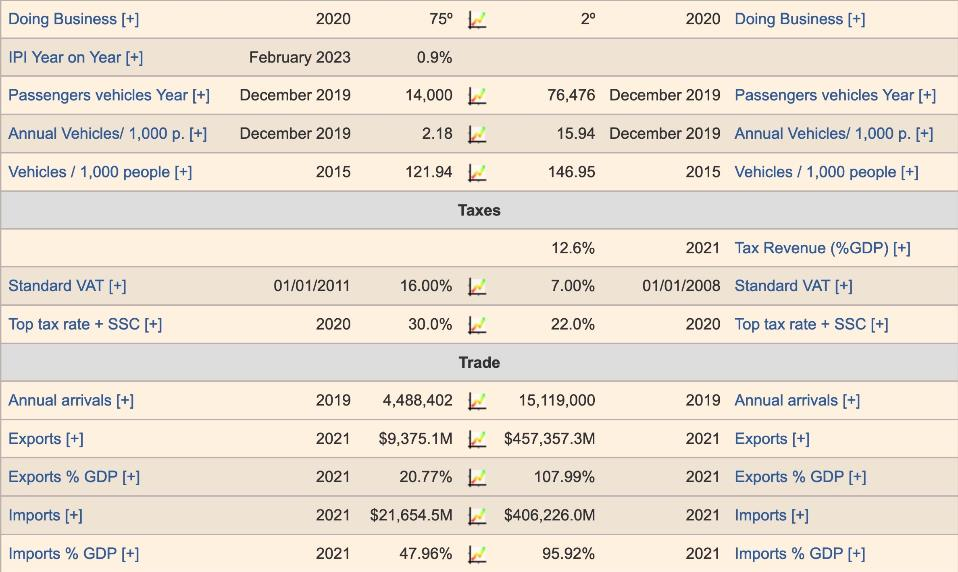 Doing Business [+] 2020 75º 2º 2020 Doing Business [+]
IPI Year on Year [+] February 2023 0.9%
Passengers vehicles Year [+] December 2019 14,000 76,476 December 2019 Passengers vehicles Year [+]
Annual Vehicles/ 1,000 p. [+] December 2019 2.18 15.94 December 2019 Annual Vehicles/ 1,000 p. [+]
Vehicles / 1,000 people [+] 2015 121.94 146.95 2015 Vehicles / 1,000 people [+]
Taxes
12.6% 2021 Tax Revenue (%GDP) [+]
Standard VAT [+] 01/01/2011 16.00% 7.00% 01/01/2008 Standard VAT [+]
Top tax rate + SSC [+] 2020 30.0% 22.0% 2020 Top tax rate + SSC [+]
Trade
Annual arrivals [+] 2019 4,488,402 15,119,000 2019 Annual arrivals [+]
Exports [+] 2021 $9,375.1M $457,357.3M 2021 Exports [+]
Exports % GDP [+] 2021 20.77% 107.99% 2021 Exports % GDP [+]
Imports [+] 2021 $21,654.5M $406,226.0M 2021 Imports [+]
Imports % GDP [+] 2021 47.96% 95.92% 2021 Imports % GDP [+]